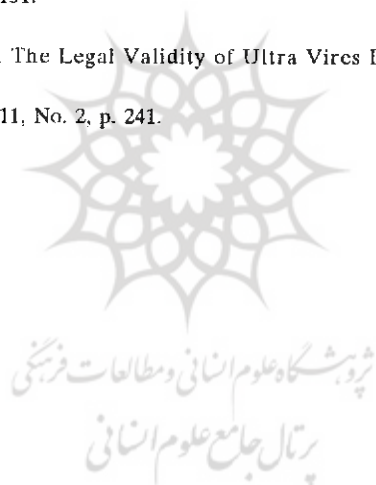 . The Legal Validity of Ultra Vires
11, No. 2, p. 241.
پژوهشگاه علوم انسانی و مطالعات فرهنگی
پرتال جامع علوم انسانی